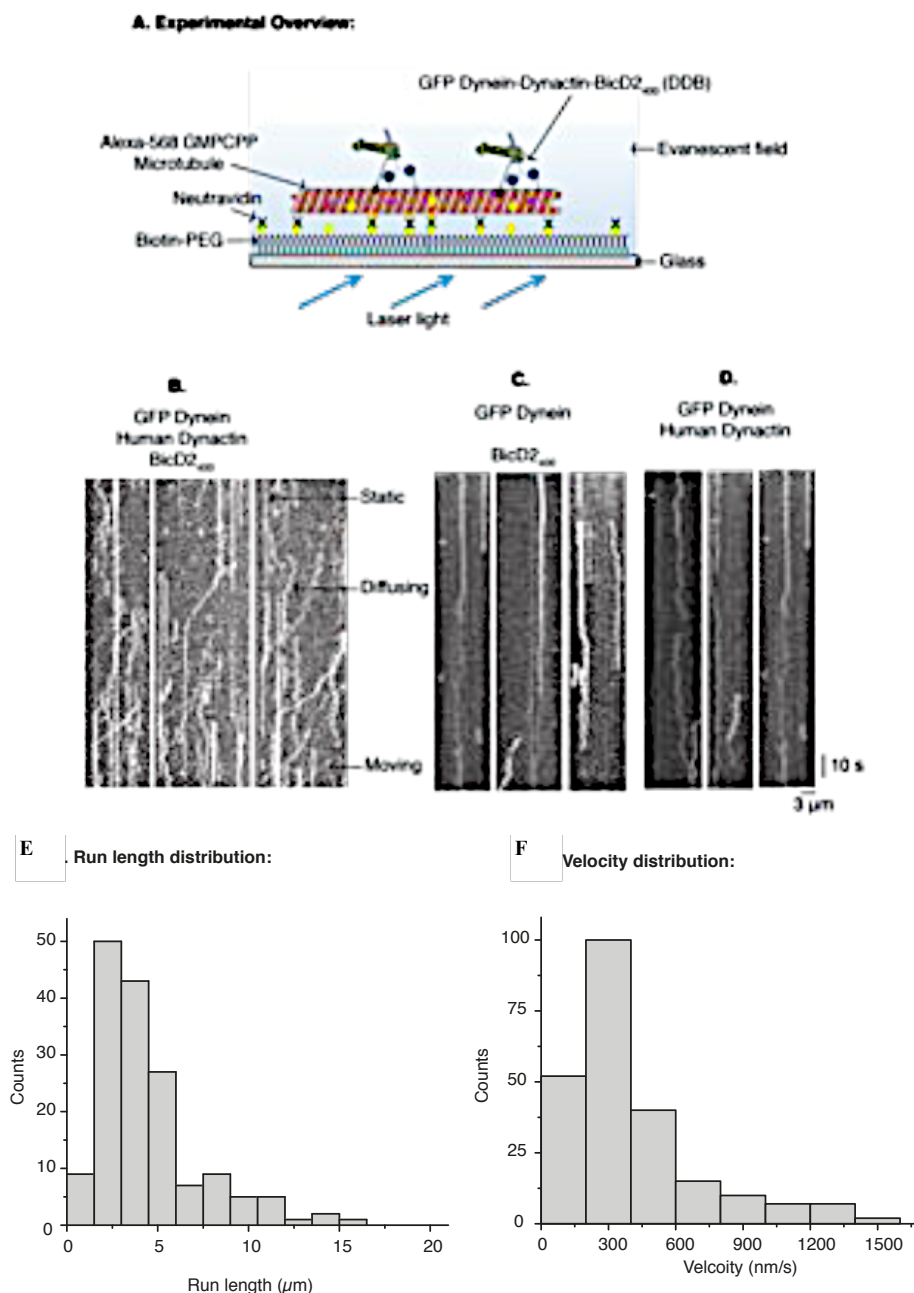 A. Experimental Overview:
GFP Dynein-Dynactin-BicD2₄₀₀ (DDB)
Alexa-568 GMPCPP
Microtubule
Evanescent field
Neutravidin
Biotin-PEG
Glass
Laser light
B.
GFP Dynein
Human Dynactin
BicD2₄₀₀
C.
GFP Dynein
BicD2₄₀₀
D.
GFP Dynein
Human Dynactin
Static
Diffusing
Moving
10 s
3 µm
E . Run length distribution:
50
40
30
20
10
0
Counts
0 5 10 15 20
Run length (µm)
F Velocity distribution:
100
75
50
25
0
Counts
0 300 600 900 1200 1500
Velcoity (nm/s)